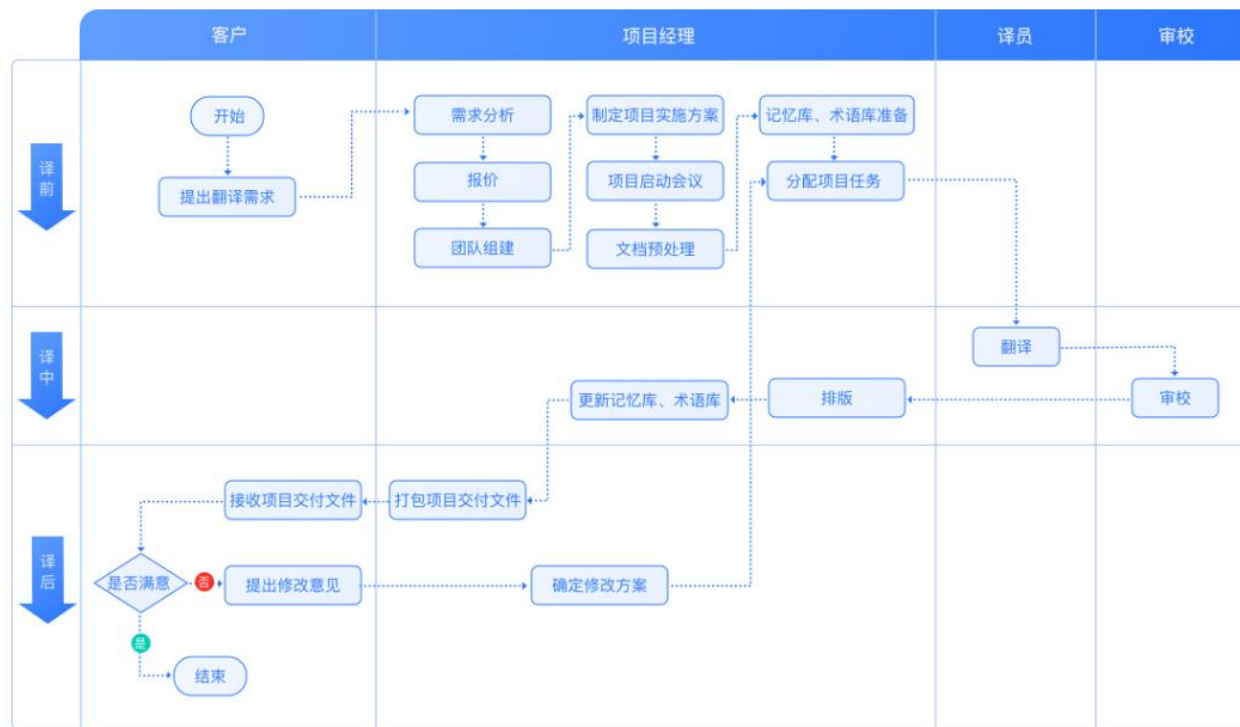 客户
项目经理
译员
审校
译前
开始
提出翻译需求
需求分析
报价
团队组建
制定项目实施方案
项目启动会议
文档预处理
记忆库、术语库准备
分配项目任务
译中
翻译
审校
排版
更新记忆库、术语库
译后
打包项目交付文件
接收项目交付文件
是否满意
否
提出修改意见
确定修改方案
是
结束